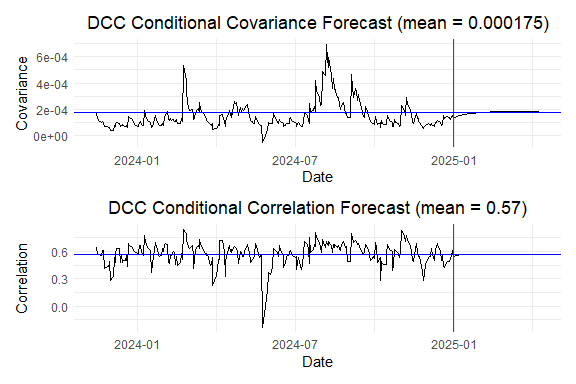 DCC Conditional Covariance Forecast (mean = 0.000175)
Covariance
6e-04
4e-04
2e-04
0e+00
2024-01 2024-07 2025-01
Date
DCC Conditional Correlation Forecast (mean = 0.57)
Correlation
0.6
0.3
0.0
2024-01 2024-07 2025-01
Date